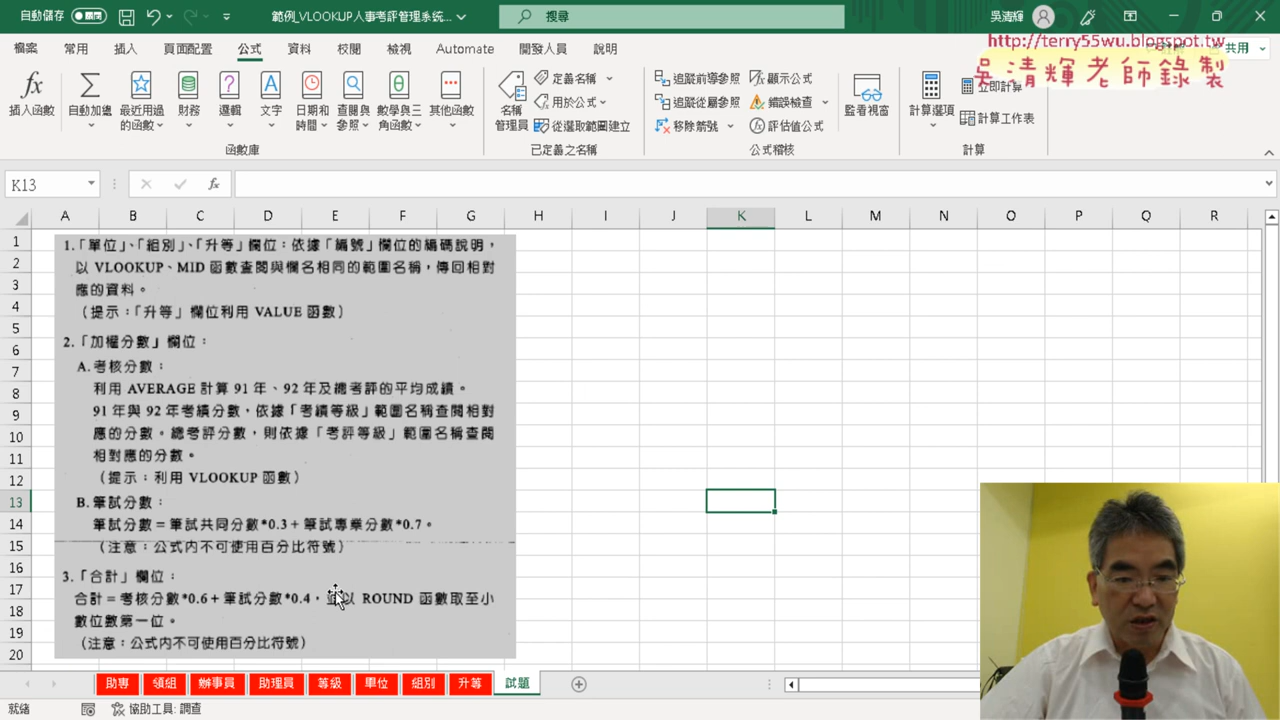 自動儲存
範例_VLOOKUP人事考評管理系统...
搜尋
吳清輝
檔案 常用 插入 頁面配置 公式 資料 校閱 檢視 Automate 開發人員 說明
http://terry55wu.blogspot.tw
共用
吳清輝老師錄製
插入函數
自動加總
最近用過的函數
財務
邏輯
文字
日期和時間
查閱與參照
數學與三角函數
其他函數
函數庫
名稱管理員
定義名稱
用於公式
從選取範圍建立
已定義之名稱
追蹤前導參照
追蹤從屬參照
移除箭號
顯示公式
錯誤檢查
評估值公式
公式稽核
監看視窗
計算選項
立即計算
計算工作表
計算
K13
fx
A B C D E F G H I J K L M N O P Q R
1
2
3
4
5
6
7
8
9
10
11
12
13
14
15
16
17
18
19
20
1.「單位」、「組別」、「升等」欄位：依據「編號」欄位的編碼說明，
以 VLOOKUP、MID 函數查閱與欄名相同的範圍名稱，傳回相對
應的資料。
（提示：「升等」欄位利用 VALUE 函數）
2.「加權分數」欄位：
A. 考核分數：
利用 AVERAGE 計算 91 年、92 年及總考評的平均成績。
91 年與 92 年考績分數，依據「考績等級」範圍名稱查閱相對
應的分數。總考評分數，則依據「考評等級」範圍名稱查閱
相對應的分數。
（提示：利用 VLOOKUP 函數）
B. 筆試分數：
筆試分數＝筆試共同分數*0.3＋筆試專業分數*0.7。
（注意：公式內不可使用百分比符號）
3.「合計」欄位：
合計＝考核分數*0.6＋筆試分數*0.4，並以 ROUND 函數取至小
數位數第一位。
（注意：公式內不可使用百分比符號）
助專 領組 辦事員 助理員 等級 單位 組別 升等 試題
就緒
協助工具: 調查